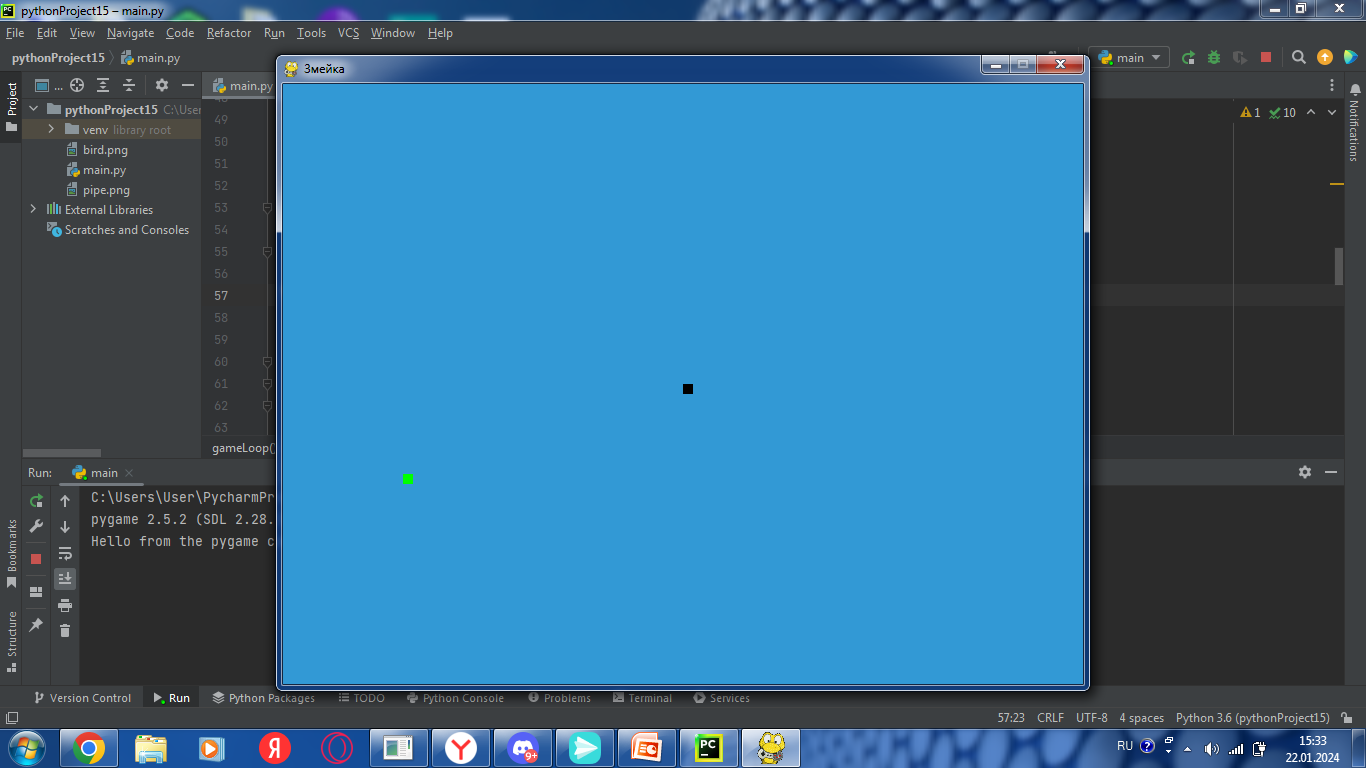 pythonProject15 – main.py
File Edit View Navigate Code Refactor Run Tools VCS Window Help
pythonProject15 main.py
main
Змейка
Project
...
main.py
pythonProject15 C:\User
venv library root
bird.png
main.py
pipe.png
External Libraries
Scratches and Consoles
49
50
51
52
53
54
55
56
57
58
59
60
61
62
63
1 10
Notifications
gameLoop()
Run: main
C:\Users\User\PycharmPr
pygame 2.5.2 (SDL 2.28.
Hello from the pygame c
Bookmarks
Structure
Version Control Run Python Packages TODO Python Console Problems Terminal Services
57:23 CRLF UTF-8 4 spaces Python 3.6 (pythonProject15)
Я
Y
9+
PC
RU
15:33
22.01.2024